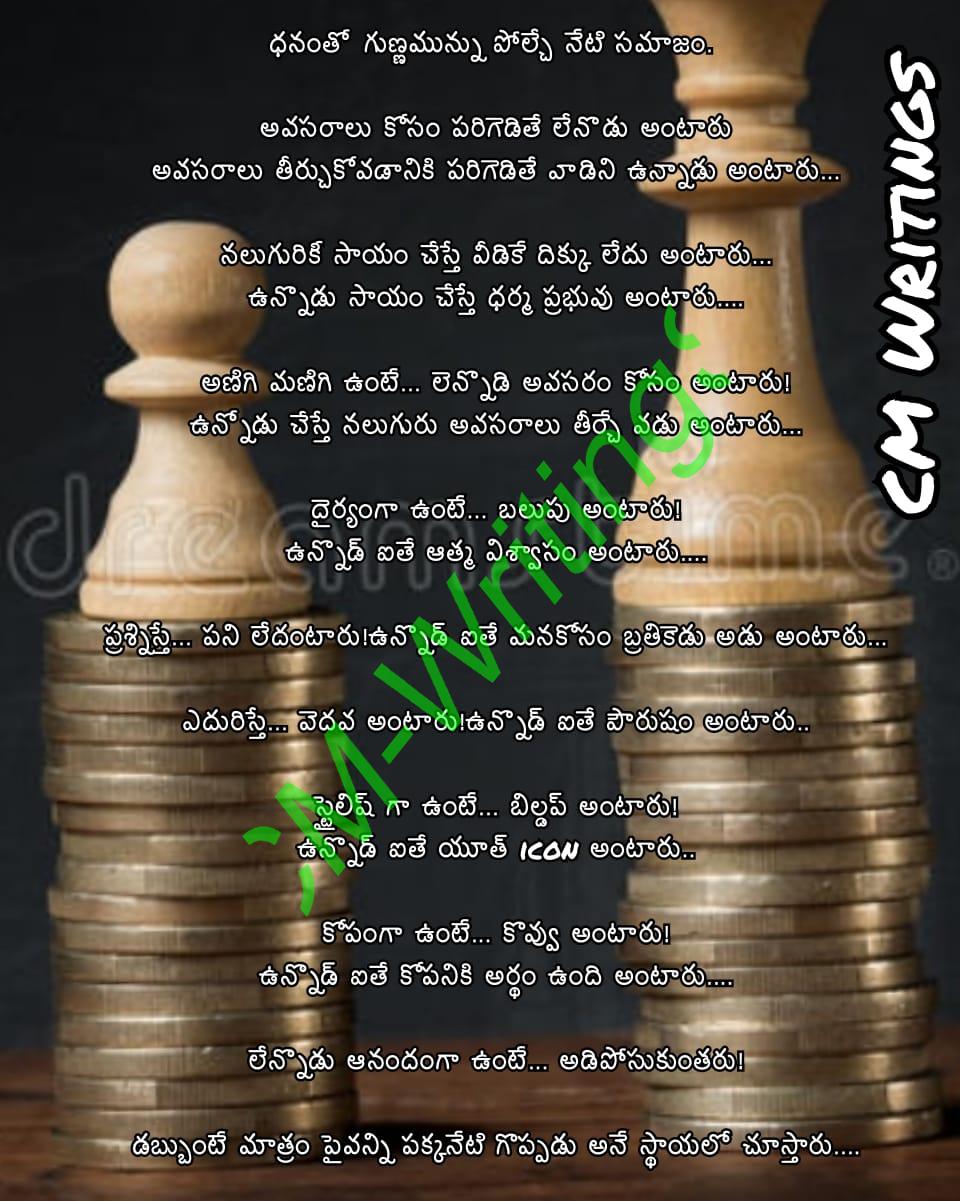 ధనంతో గుణ్ణమున్ను పోల్చే నేటి సమాజం.
అవసరాలు కోసం పరిగెడితే లేనొడు అంటారు
అవసరాలు తీర్చుకోవడానికి పరిగెడితే వాడిని ఉన్నాడు అంటారు...
నలుగురికి సాయం చేస్తే వీడికే దిక్కు లేదు అంటారు...
ఉన్నొడు సాయం చేస్తే ధర్మ ప్రభువు అంటారు....
అణిగి మణిగి ఉంటే... లెన్నొడి అవసరం కోసం అంటారు!
ఉన్నోడు చేస్తే నలుగురు అవసరాలు తీర్చే వడు అంటారు...
దైర్యంగా ఉంటే... బలుపు అంటారు!
ఉన్నొడ్ ఐతే ఆత్మ విశ్వాసం అంటారు....
ప్రశ్నిస్తే... పని లేదంటారు!ఉన్నొడ్ ఐతే మనకోసం బ్రతికెడు అడు అంటారు...
ఎదురిస్తే... వెదవ అంటారు!ఉన్నొడ్ ఐతే పౌరుషం అంటారు..
స్టైలిష్ గా ఉంటే... బిల్డప్ అంటారు!
ఉన్నొడ్ ఐతే యూత్ ICON అంటారు..
కోపంగా ఉంటే... కొవ్వు అంటారు!
ఉన్నొడ్ ఐతే కోపనికి అర్థం ఉంది అంటారు....
లేన్నొడు ఆనందంగా ఉంటే... అడిపోసుకుంతరు!
డబ్బుంటే మాత్రం పైవన్ని పక్కనేటి గొప్పడు అనే స్థాయలో చూస్తారు....
CM WRITINGS
CM-Writings
dreamstime